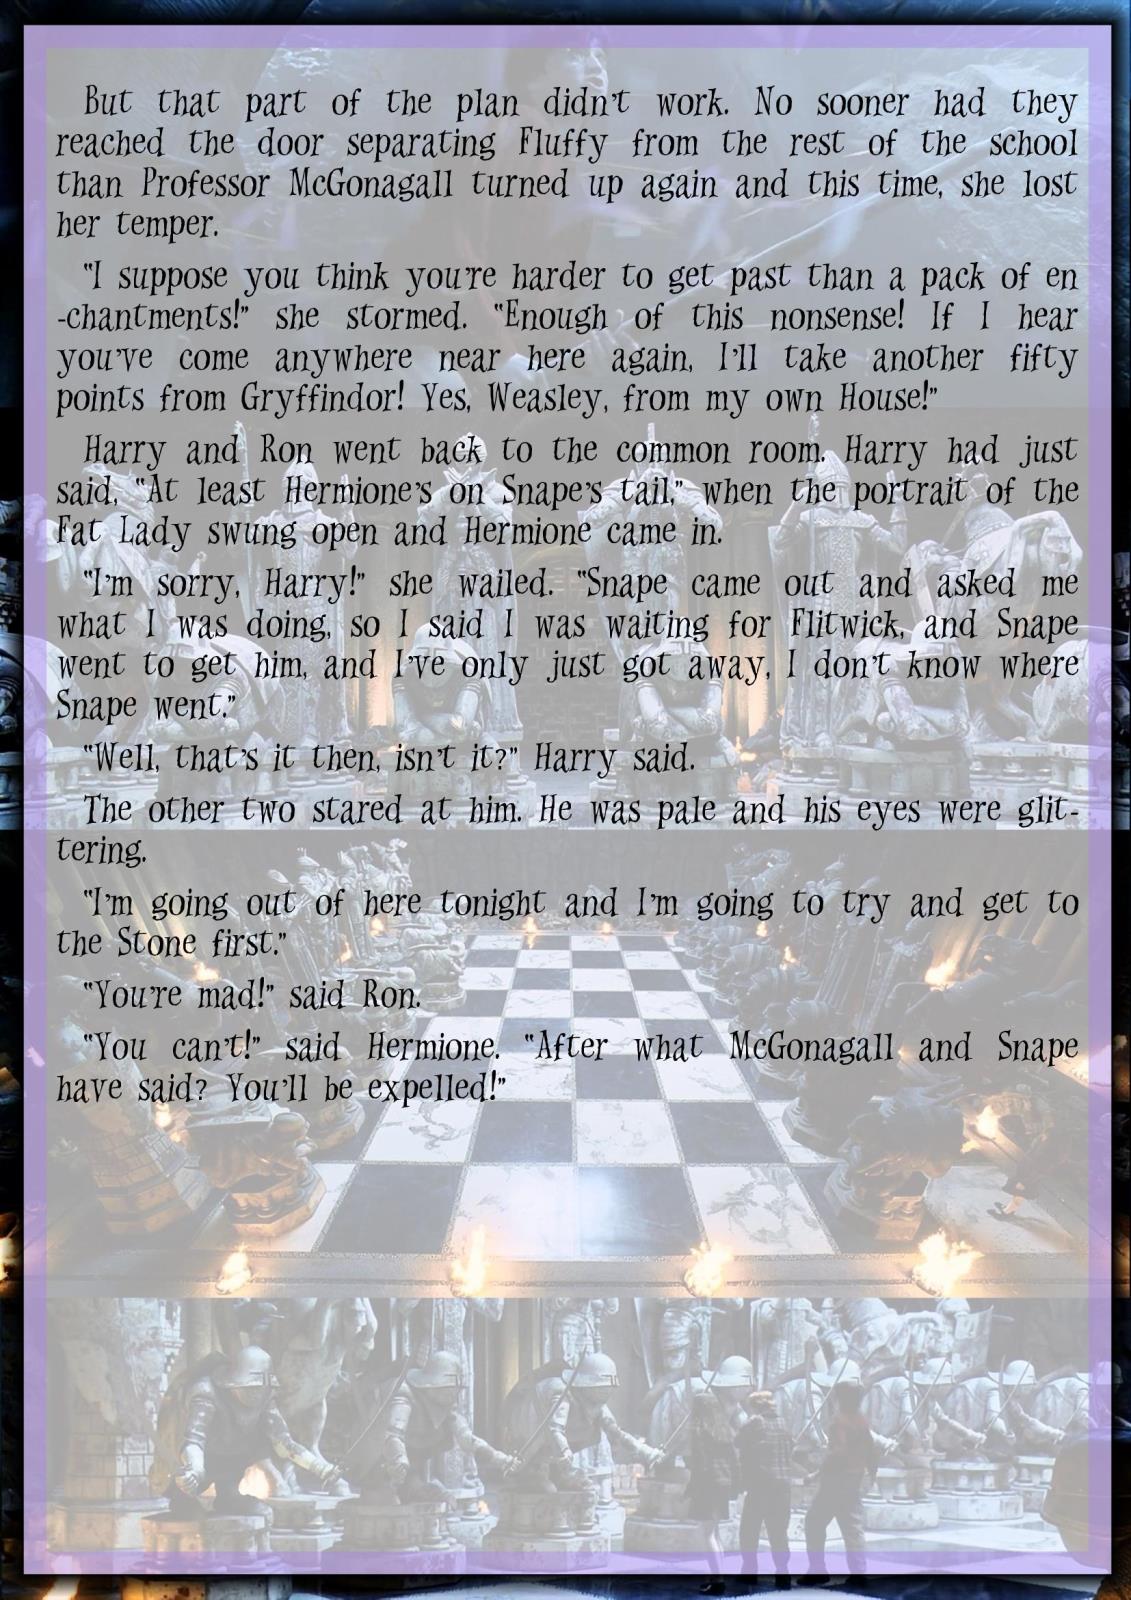 But that part of the plan didn't work. No sooner had they
reached the door separating Fluffy from the rest of the school
than Professor McGonagall turned up again and this time, she lost
her temper.
"I suppose you think you're harder to get past than a pack of en
-chantments!" she stormed. "Enough of this nonsense! If I hear
you've come anywhere near here again, I'll take another fifty
points from Gryffindor! Yes, Weasley, from my own House!"
Harry and Ron went back to the common room. Harry had just
said, "At least Hermione's on Snape's tail," when the portrait of the
Fat Lady swung open and Hermione came in.
"I'm sorry, Harry!" she wailed. "Snape came out and asked me
what I was doing, so I said I was waiting for Flitwick, and Snape
went to get him, and I've only just got away, I don't know where
Snape went."
"Well, that's it then, isn't it?" Harry said.
The other two stared at him. He was pale and his eyes were glit-
tering.
"I'm going out of here tonight and I'm going to try and get to
the Stone first."
"You're mad!" said Ron.
"You can't!" said Hermione. "After what McGonagall and Snape
have said? You'll be expelled!"